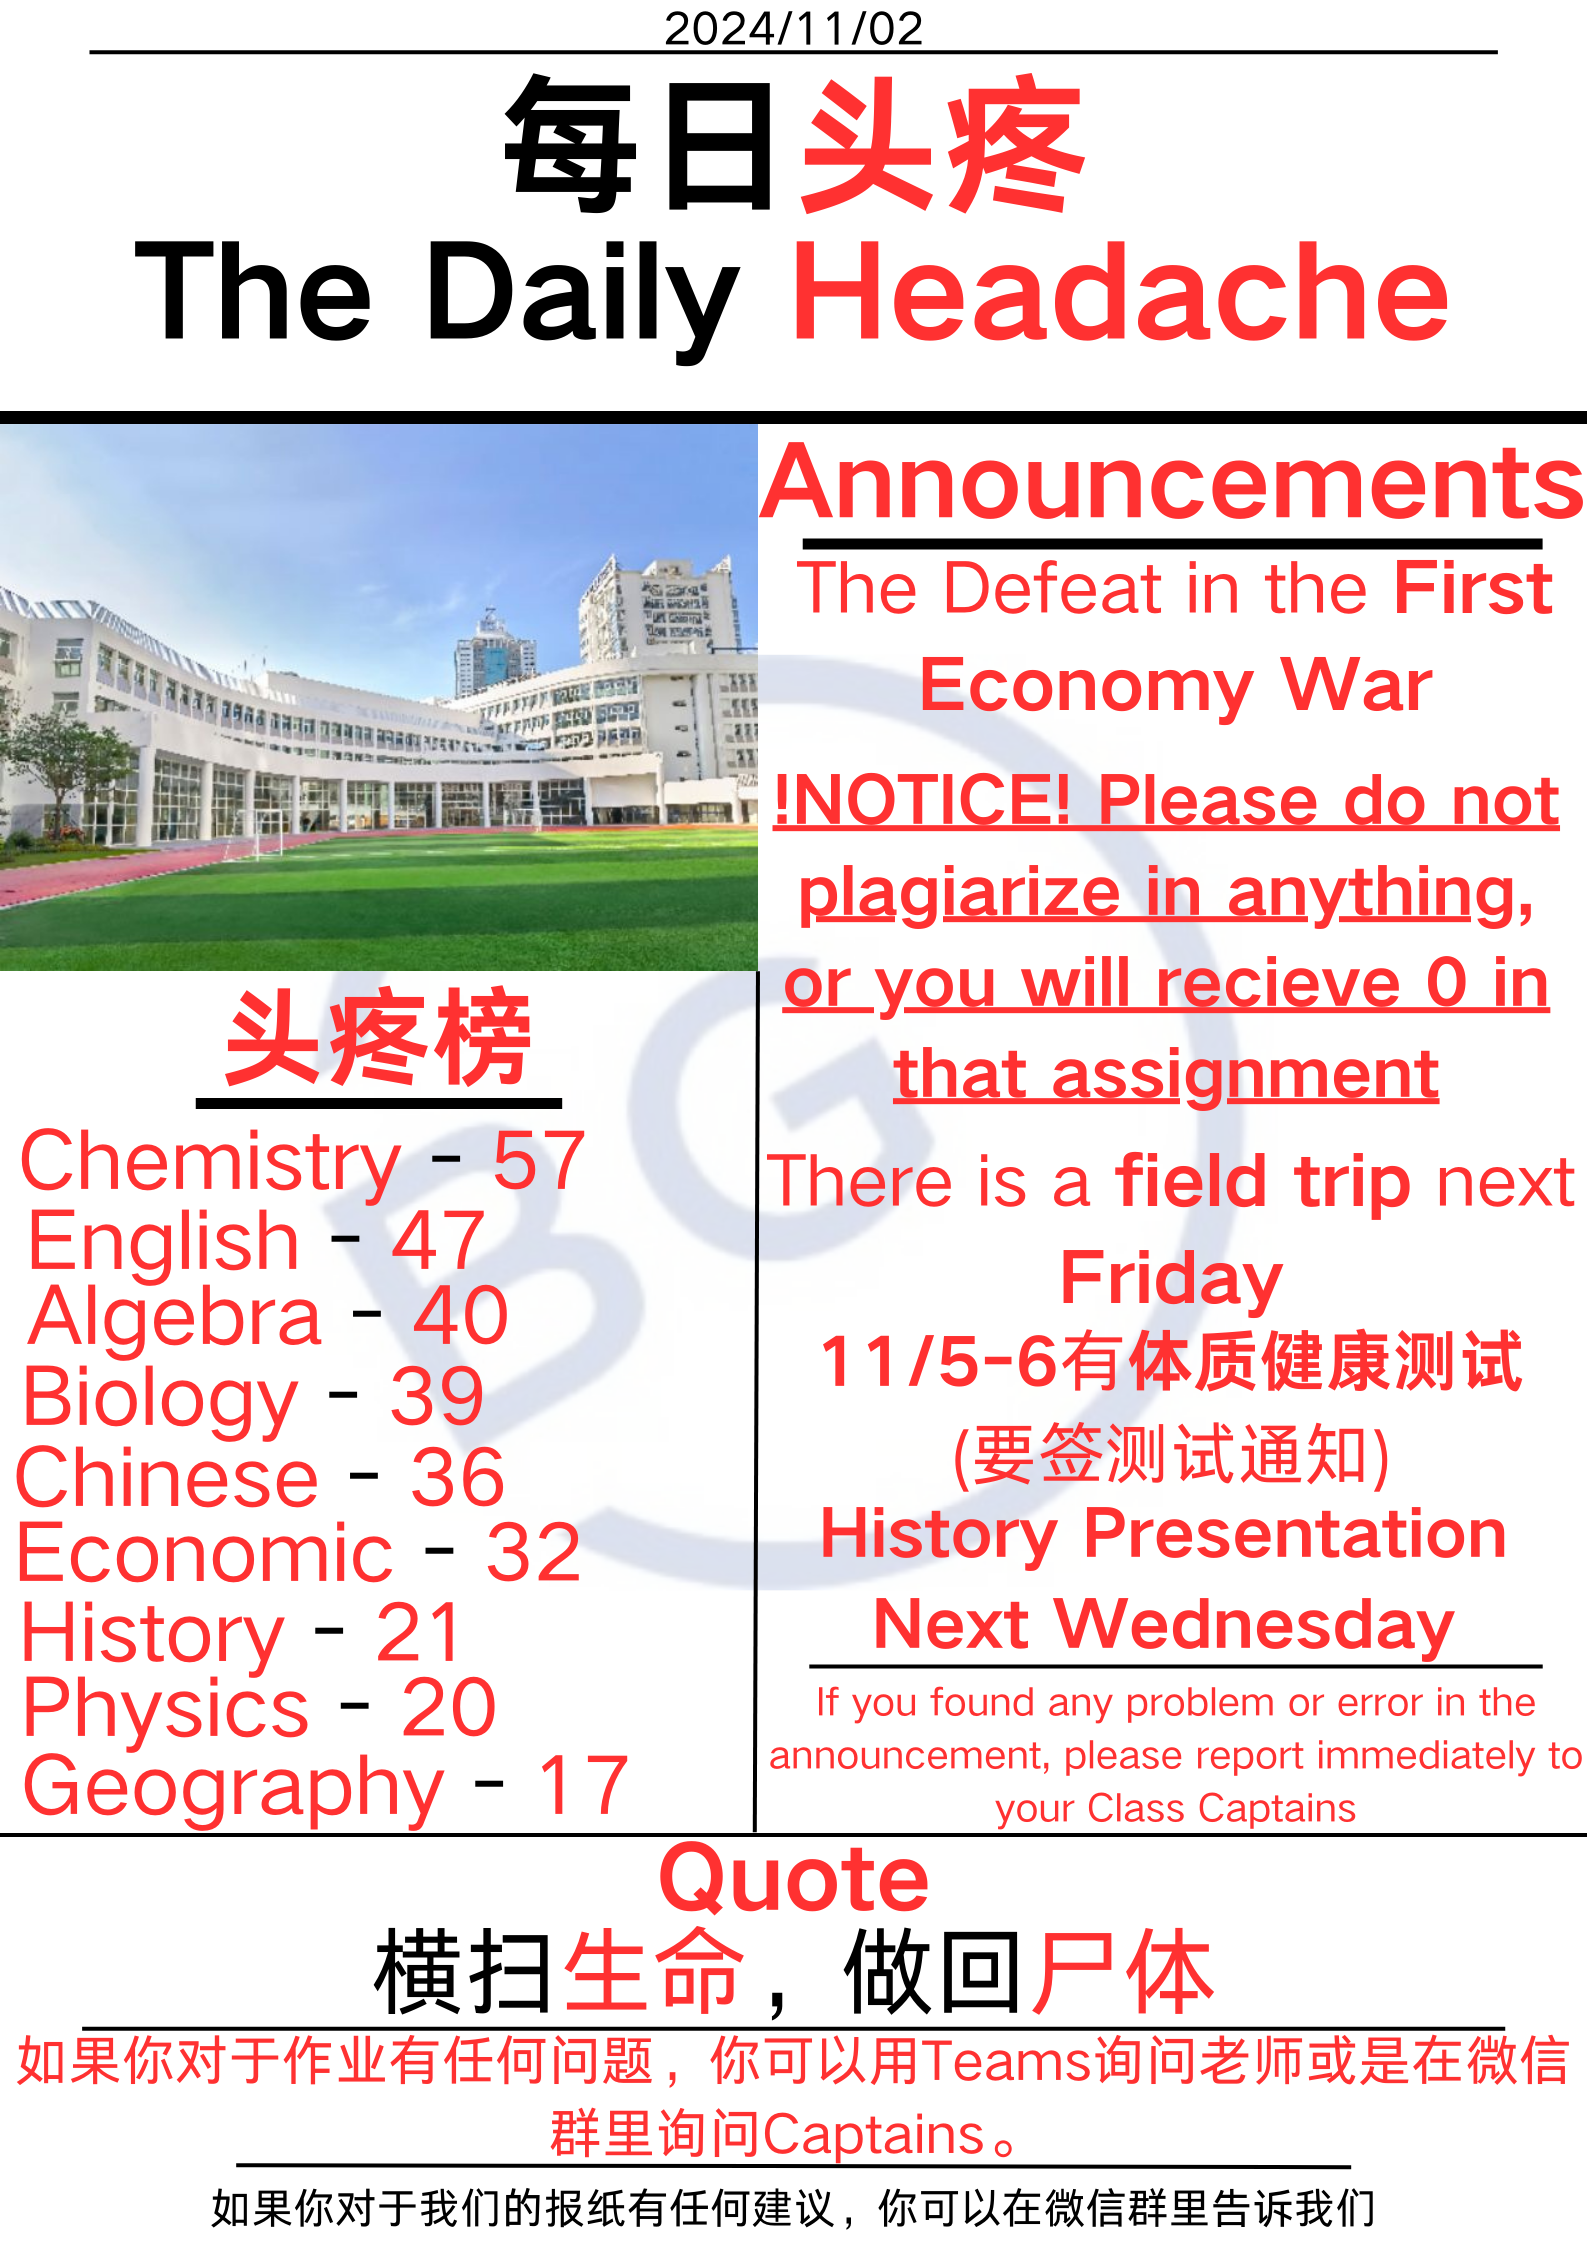 2024/11/02
每日头疼
The Daily Headache
Announcements
The Defeat in the First
Economy War
!NOTICE! Please do not
plagiarize in anything,
or you will recieve 0 in
that assignment
There is a field trip next
Friday
11/5-6有体质健康测试
(要签测试通知)
History Presentation
Next Wednesday
If you found any problem or error in the
announcement, please report immediately to
your Class Captains
头疼榜
Chemistry - 57
English - 47
Algebra - 40
Biology - 39
Chinese - 36
Economic - 32
History - 21
Physics - 20
Geography - 17
BG
Quote
横扫生命，做回尸体
如果你对于作业有任何问题，你可以用Teams询问老师或是在微信
群里询问Captains。
如果你对于我们的报纸有任何建议，你可以在微信群里告诉我们